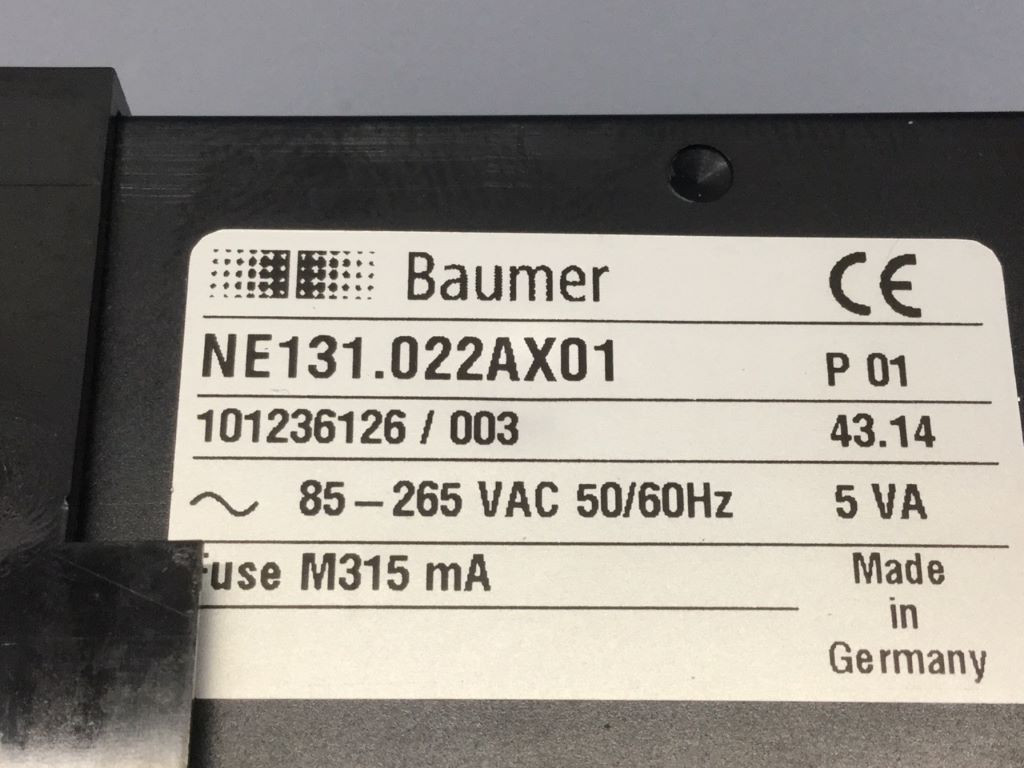 Baumer CE
NE131.022AX01 P 01
101236126 / 003 43.14
~ 85 – 265 VAC 50/60Hz 5 VA
Fuse M315 mA
Made
in
Germany